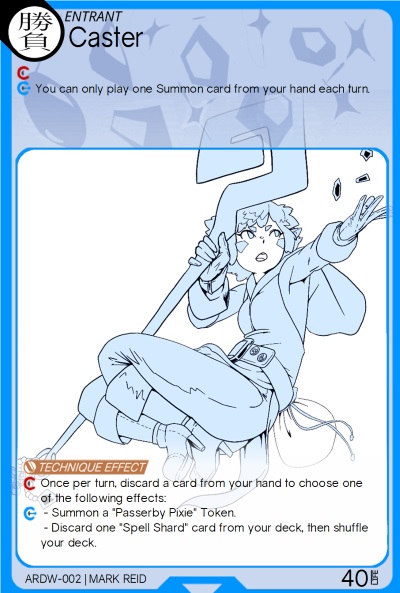 勝負
ENTRANT
Caster
C
C You can only play one Summon card from your hand each turn.
TECHNIQUE EFFECT
C Once per turn, discard a card from your hand to choose one
of the following effects:
C - Summon a "Passerby Pixie" Token.
- Discard one "Spell Shard" card from your deck, then shuffle
your deck.
ARDW-002 | MARK REID
40 LIFE